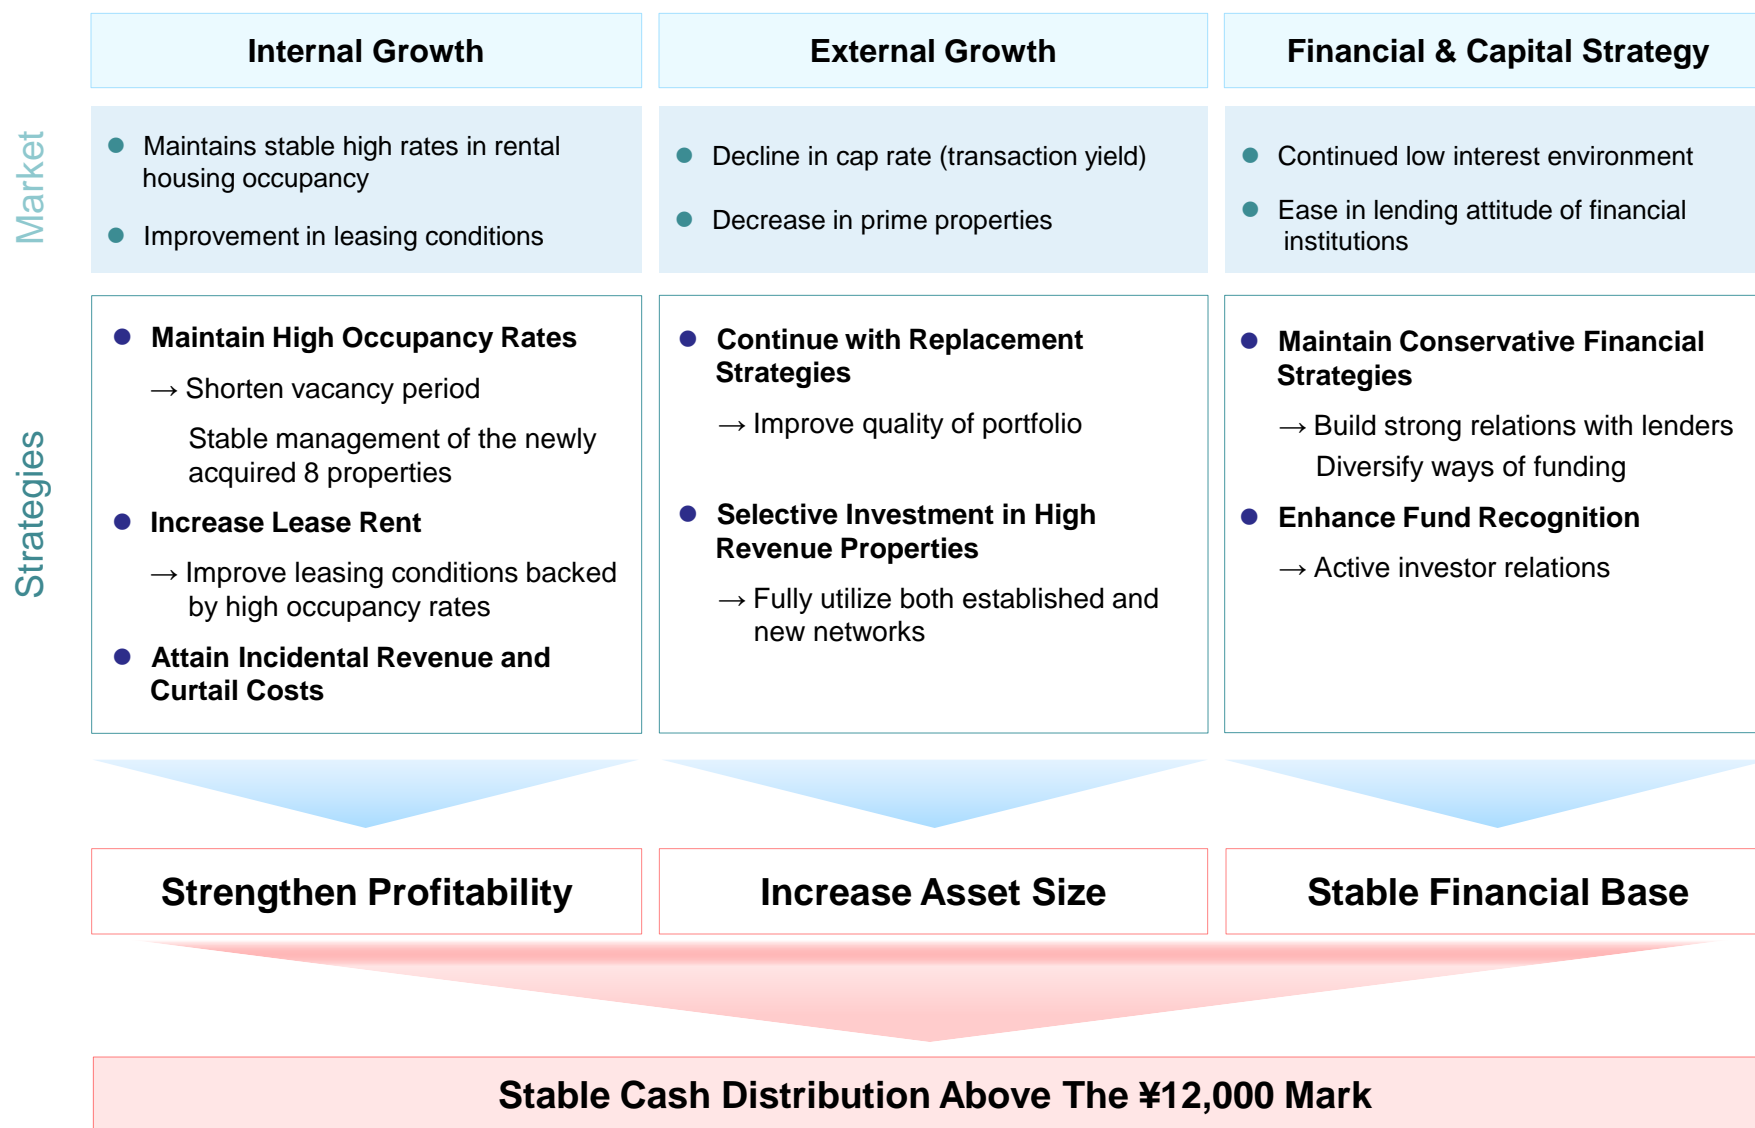 Internal Growth
External Growth
Financial & Capital Strategy
Market
● Maintains stable high rates in rental
housing occupancy
● Improvement in leasing conditions
● Decline in cap rate (transaction yield)
● Decrease in prime properties
● Continued low interest environment
● Ease in lending attitude of financial
institutions
Strategies
● Maintain High Occupancy Rates
→ Shorten vacancy period
Stable management of the newly
acquired 8 properties
● Increase Lease Rent
→ Improve leasing conditions backed
by high occupancy rates
● Attain Incidental Revenue and
Curtail Costs
● Continue with Replacement
Strategies
→ Improve quality of portfolio
● Selective Investment in High
Revenue Properties
→ Fully utilize both established and
new networks
● Maintain Conservative Financial
Strategies
→ Build strong relations with lenders
Diversify ways of funding
● Enhance Fund Recognition
→ Active investor relations
Strengthen Profitability
Increase Asset Size
Stable Financial Base
Stable Cash Distribution Above The ¥12,000 Mark